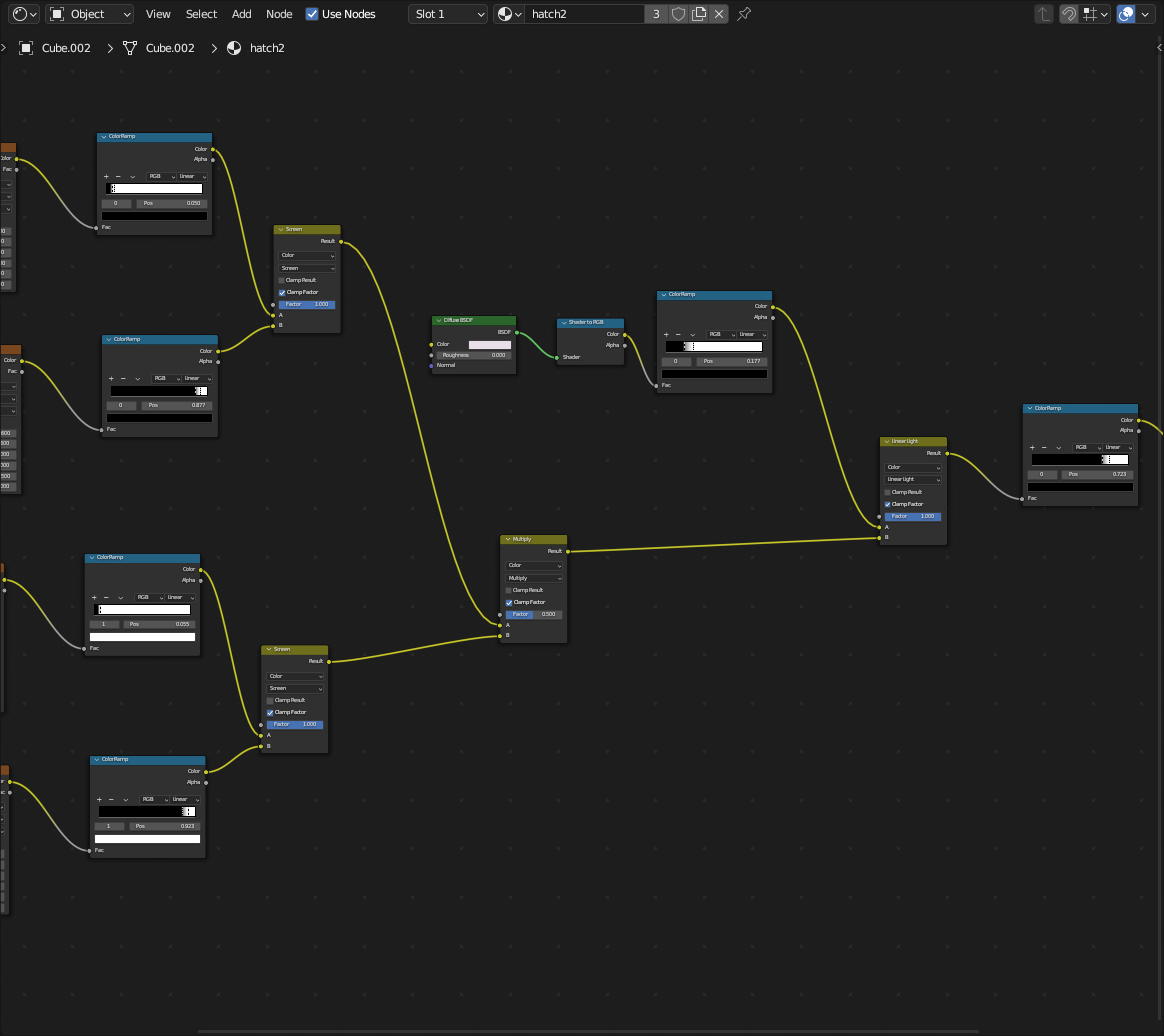 Object
View
Select
Add
Node
Use Nodes
Slot 1
hatch2
3
Cube.002
Cube.002
hatch2
ColorRamp
Color
Alpha
RGB
Linear
0
Pos
0.050
Fac
Color
Fac
Screen
Result
Color
Screen
Clamp Result
Clamp Factor
Factor
1.000
A
B
ColorRamp
Color
Alpha
RGB
Linear
0
Pos
0.877
Fac
Color
Fac
Diffuse BSDF
BSDF
Color
Roughness
0.000
Normal
Shader to RGB
Color
Alpha
Shader
ColorRamp
Color
Alpha
RGB
Linear
0
Pos
0.177
Fac
Linear Light
Result
Color
Linear Light
Clamp Result
Clamp Factor
Factor
1.000
A
B
ColorRamp
Color
Alpha
RGB
Linear
0
Pos
0.723
Fac
Multiply
Result
Color
Multiply
Clamp Result
Clamp Factor
Factor
0.500
A
B
ColorRamp
Color
Alpha
RGB
Linear
1
Pos
0.055
Fac
Screen
Result
Color
Screen
Clamp Result
Clamp Factor
Factor
1.000
A
B
ColorRamp
Color
Alpha
RGB
Linear
1
Pos
0.923
Fac